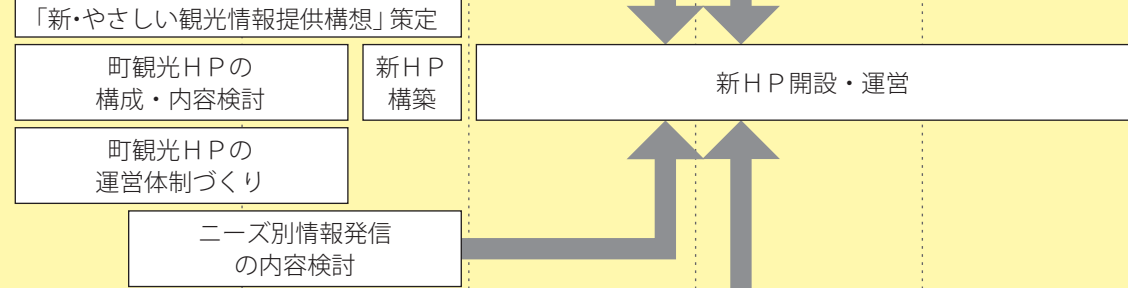 「新・やさしい観光情報提供構想」策定
町観光ＨＰの
構成・内容検討
新ＨＰ
構築
新ＨＰ開設・運営
町観光ＨＰの
運営体制づくり
ニーズ別情報発信
の内容検討